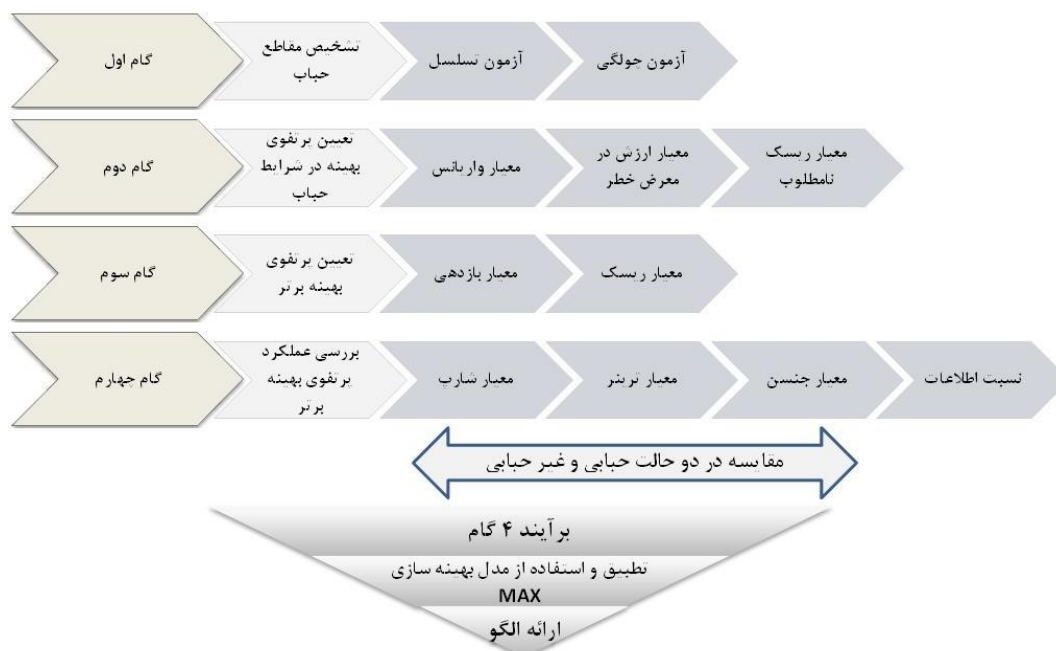 گام اول
تشخیص مقاطع
حباب
آزمون تسلسل
آزمون چولگی
گام دوم
تعیین پرتفوی
بهینه در شرایط
حباب
معیار واریانس
معیار ارزش در
معرض خطر
معیار ریسک
نامطلوب
گام سوم
تعیین پرتفوی
بهینه برتر
معیار بازدهی
معیار ریسک
گام چهارم
بررسی عملکرد
پرتفوی بهینه
برتر
معیار شارپ
معیار ترینر
معیار جنسن
نسبت اطلاعات
مقایسه در دو حالت حبابی و غیر حبابی
برآیند ۴ گام
تطبیق و استفاده از مدل بهینه سازی
MAX
ارائه الگو